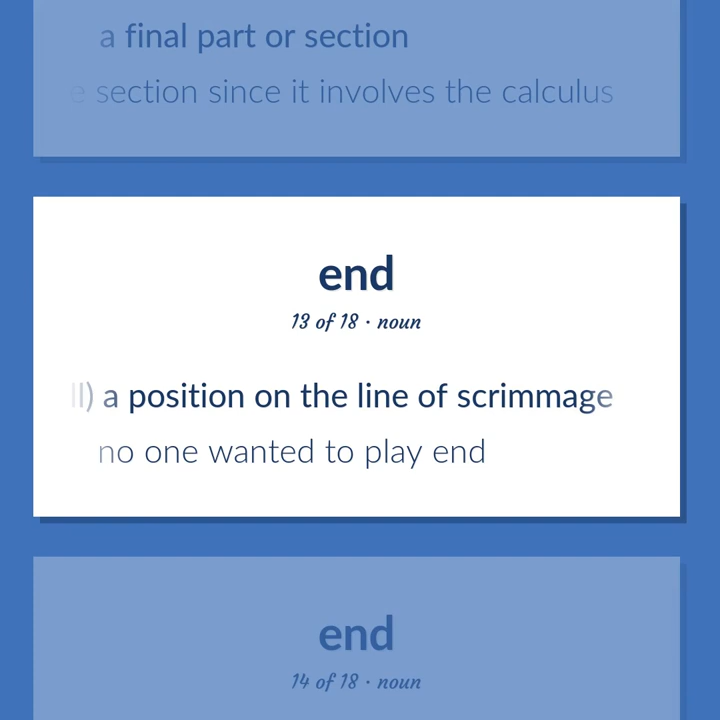 a final part or section
section since it involves the calculus
end
13 of 18 · noun
a position on the line of scrimmage
no one wanted to play end
end
14 of 18 · noun